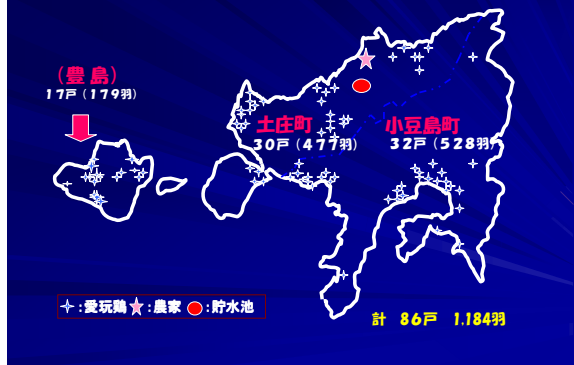 （豊 島）
17戸（179羽）
土庄町
30戸（477羽）
小豆島町
32戸（528羽）
：愛玩鶏 ：農家 ：貯水池
計 86戸 1,184羽